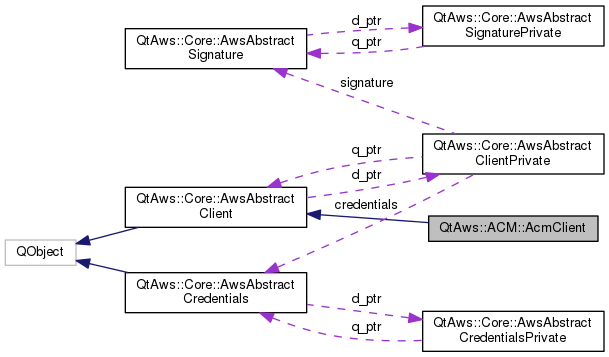 QtAws::Core::AwsAbstract
Signature
d_ptr
q_ptr
QtAws::Core::AwsAbstract
SignaturePrivate
signature
QtAws::Core::AwsAbstract
ClientPrivate
q_ptr
d_ptr
QtAws::Core::AwsAbstract
Client
credentials
QtAws::ACM::AcmClient
QObject
QtAws::Core::AwsAbstract
Credentials
d_ptr
q_ptr
QtAws::Core::AwsAbstract
CredentialsPrivate